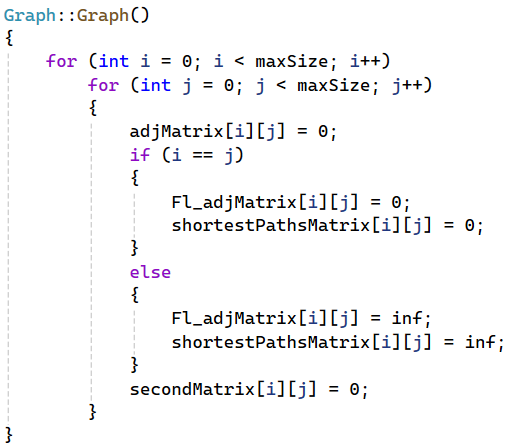 Graph::Graph()
{
    for (int i = 0; i < maxSize; i++)
        for (int j = 0; j < maxSize; j++)
        {
            adjMatrix[i][j] = 0;
            if (i == j)
            {
                Fl_adjMatrix[i][j] = 0;
                shortestPathsMatrix[i][j] = 0;
            }
            else
            {
                Fl_adjMatrix[i][j] = inf;
                shortestPathsMatrix[i][j] = inf;
            }
            secondMatrix[i][j] = 0;
        }
}